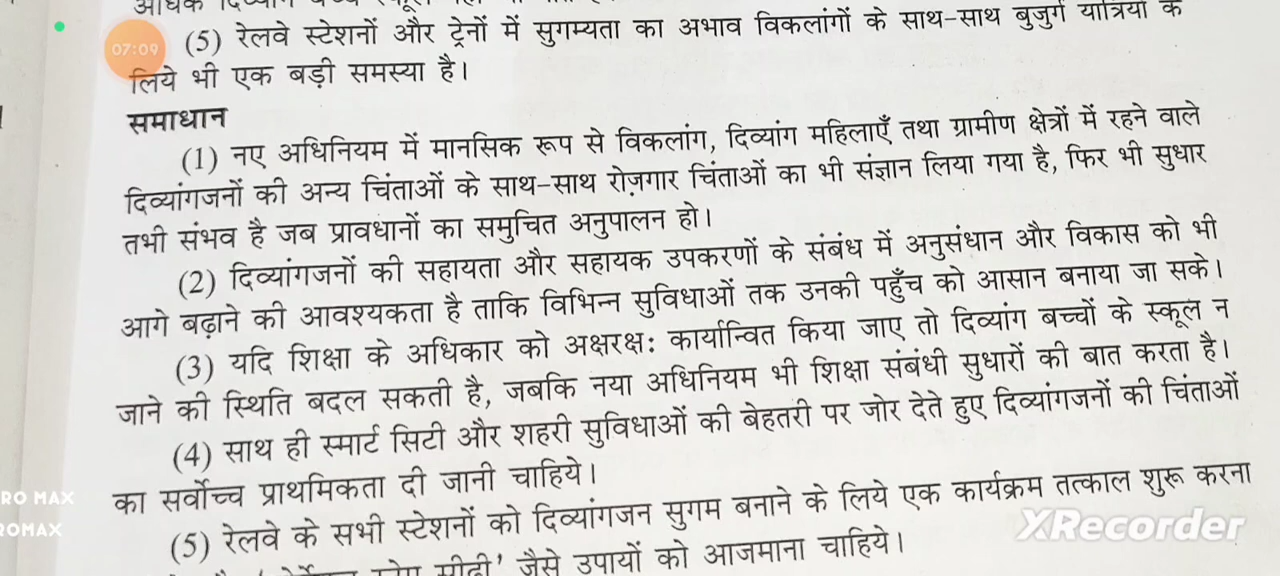 (5) रेलवे स्टेशनों और ट्रेनों में सुगम्यता का अभाव विकलांगों के साथ-साथ बुजुर्ग यात्रियों के
07:09
लिये भी एक बड़ी समस्या है।
समाधान
(1) नए अधिनियम में मानसिक रूप से विकलांग, दिव्यांग महिलाएँ तथा ग्रामीण क्षेत्रों में रहने वाले
दिव्यांगजनों की अन्य चिंताओं के साथ-साथ रोज़गार चिंताओं का भी संज्ञान लिया गया है, फिर भी सुधार
तभी संभव है जब प्रावधानों का समुचित अनुपालन हो।
(2) दिव्यांगजनों की सहायता और सहायक उपकरणों के संबंध में अनुसंधान और विकास को भी
आगे बढ़ाने की आवश्यकता है ताकि विभिन्न सुविधाओं तक उनकी पहुँच को आसान बनाया जा सके।
(3) यदि शिक्षा के अधिकार को अक्षरक्षः कार्यान्वित किया जाए तो दिव्यांग बच्चों के स्कूल न
जाने की स्थिति बदल सकती है, जबकि नया अधिनियम भी शिक्षा संबंधी सुधारों की बात करता है।
(4) साथ ही स्मार्ट सिटी और शहरी सुविधाओं की बेहतरी पर जोर देते हुए दिव्यांगजनों की चिंताओं
का सर्वोच्च प्राथमिकता दी जानी चाहिये।
RO MAX
ROMAX
(5) रेलवे के सभी स्टेशनों को दिव्यांगजन सुगम बनाने के लिये एक कार्यक्रम तत्काल शुरू करना
XRecorder
जैसे उपायों को आजमाना चाहिये।